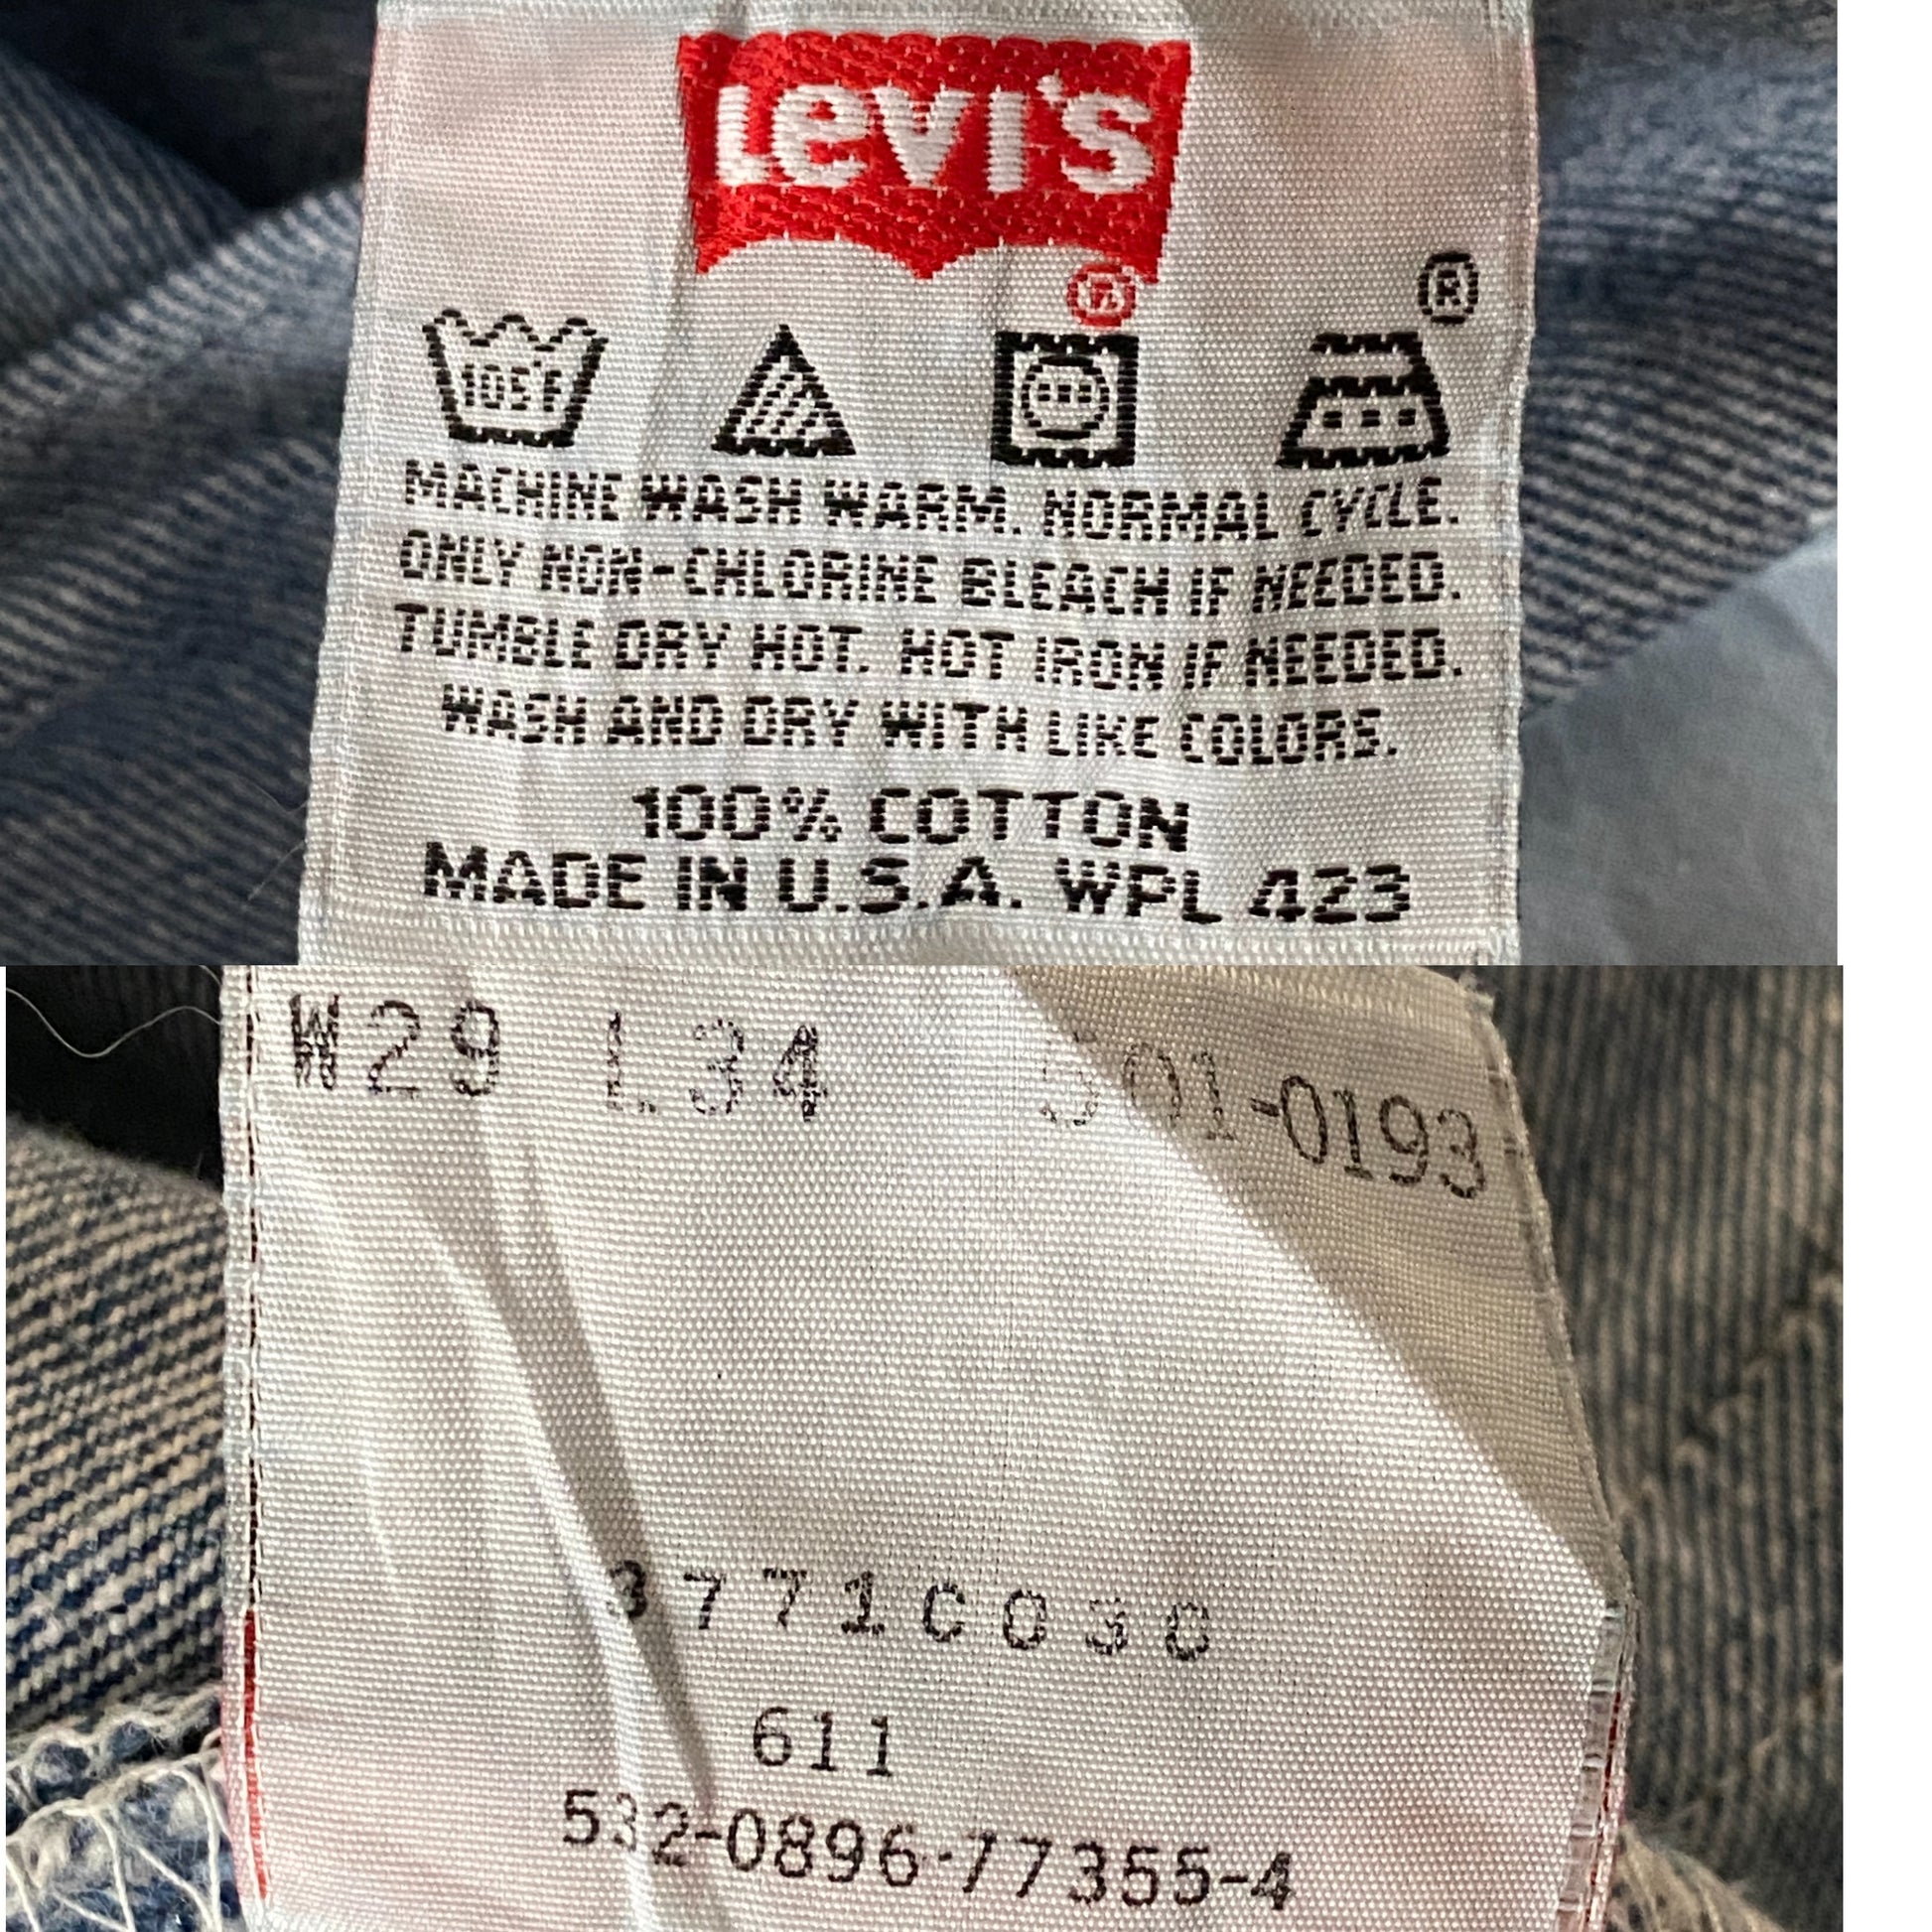 Levi's
®
®
105°F
MACHINE WASH WARM. NORMAL CYCLE.
ONLY NON-CHLORINE BLEACH IF NEEDED.
TUMBLE DRY HOT. HOT IRON IF NEEDED.
WASH AND DRY WITH LIKE COLORS.
100% COTTON
MADE IN U.S.A. WPL 423
W29 L34 501-0193
37710030
611
532-0896-77355-4